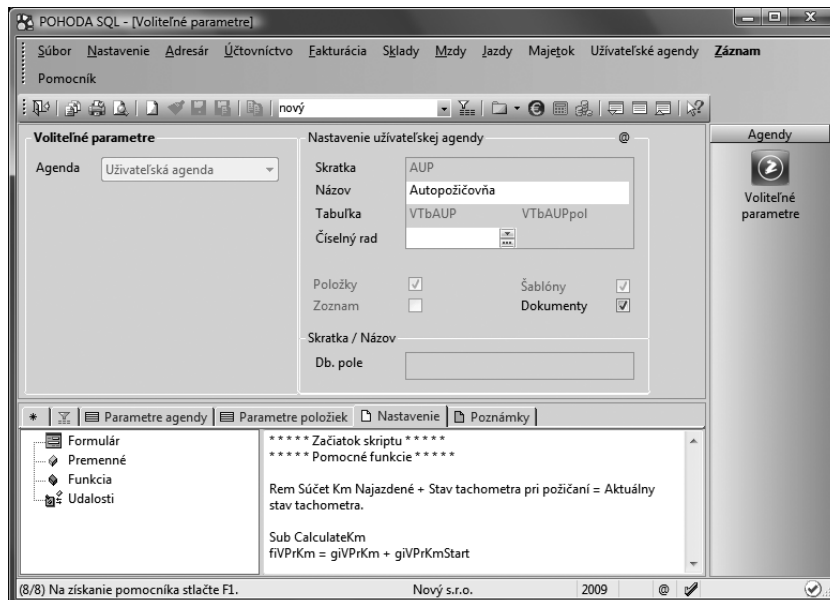 POHODA SQL - [Voliteľné parametre]
Súbor Nastavenie Adresár Účtovníctvo Fakturácia Sklady Mzdy Jazdy Majetok Užívateľské agendy Záznam
Pomocník
nový
Voliteľné parametre
Agenda Uživateľská agenda
Nastavenie užívateľskej agendy @
Skratka AUP
Názov Autopožičovňa
Tabuľka VTbAUP VTbAUPpol
Číselný rad
Položky Šablóny
Zoznam Dokumenty
Skratka / Názov
Db. pole
Agendy
Voliteľné
parametre
* Parametre agendy Parametre položiek Nastavenie Poznámky
Formulár
Premenné
Funkcia
Udalosti
* * * * * Začiatok skriptu * * * * *
* * * * * Pomocné funkcie * * * * *
Rem Súčet Km Najazdené + Stav tachometra pri požičaní = Aktuálny
stav tachometra.
Sub CalculateKm
fiVPrKm = giVPrKm + giVPrKmStart
(8/8) Na získanie pomocníka stlačte F1. Nový s.r.o. 2009 @